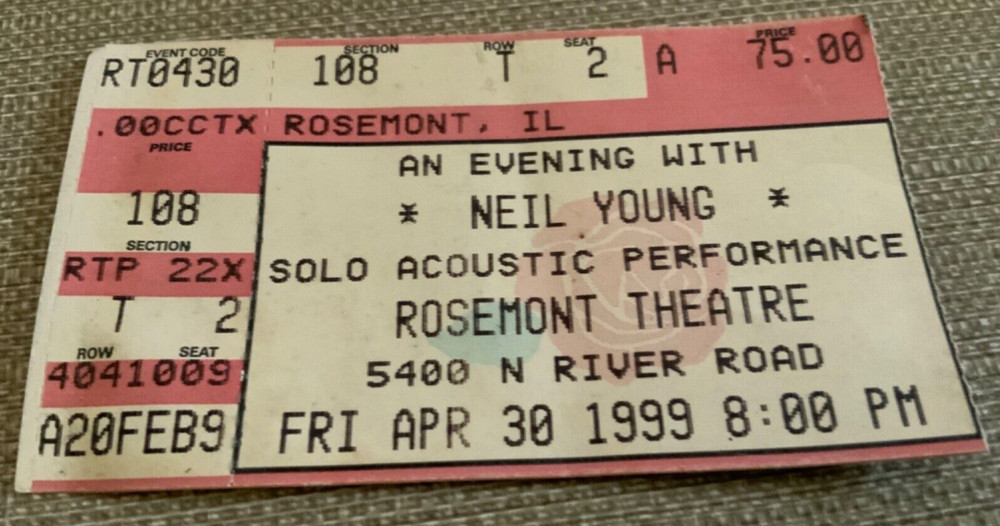 EVENT CODE SECTION ROW SEAT PRICE
RT0430 108 T 2 A 75.00
.00CCTX ROSEMONT, IL
PRICE
AN EVENING WITH
108
* NEIL YOUNG *
SECTION
RTP 22X
SOLO ACOUSTIC PERFORMANCE
T 2
ROSEMONT THEATRE
ROW SEAT
4041009
5400 N RIVER ROAD
A20FEB9
FRI APR 30 1999 8:00 PM